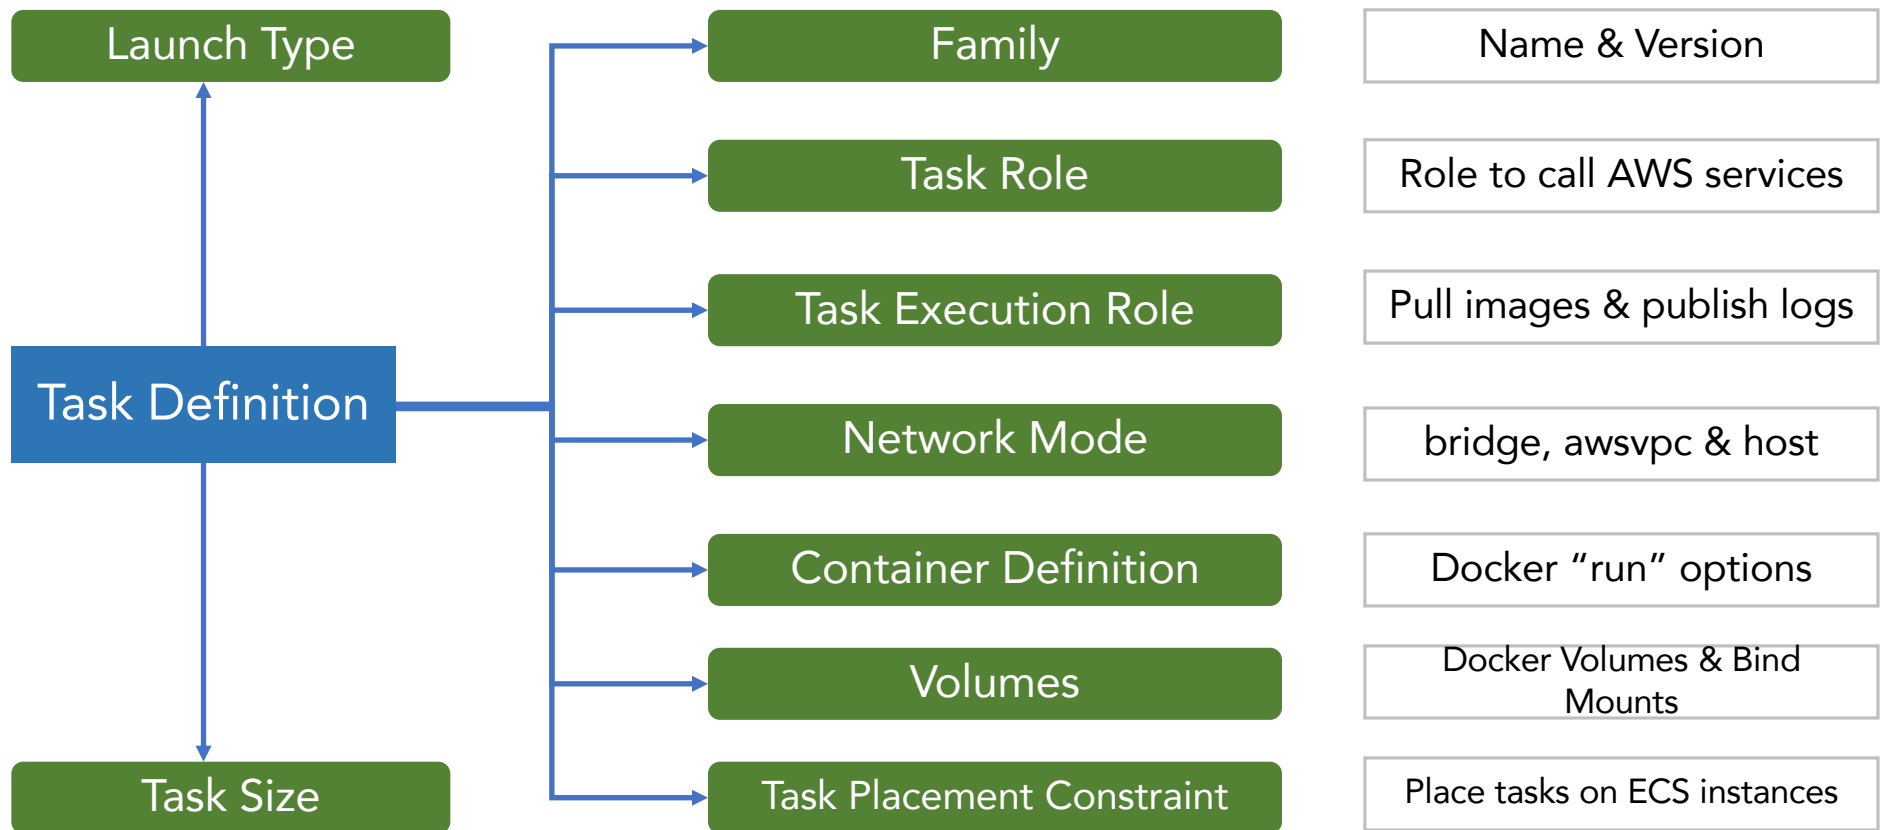 Launch Type
Family
Name & Version
Task Role
Role to call AWS services
Task Execution Role
Pull images & publish logs
Task Definition
Network Mode
bridge, awsvpc & host
Container Definition
Docker “run” options
Volumes
Docker Volumes & Bind
Mounts
Task Size
Task Placement Constraint
Place tasks on ECS instances